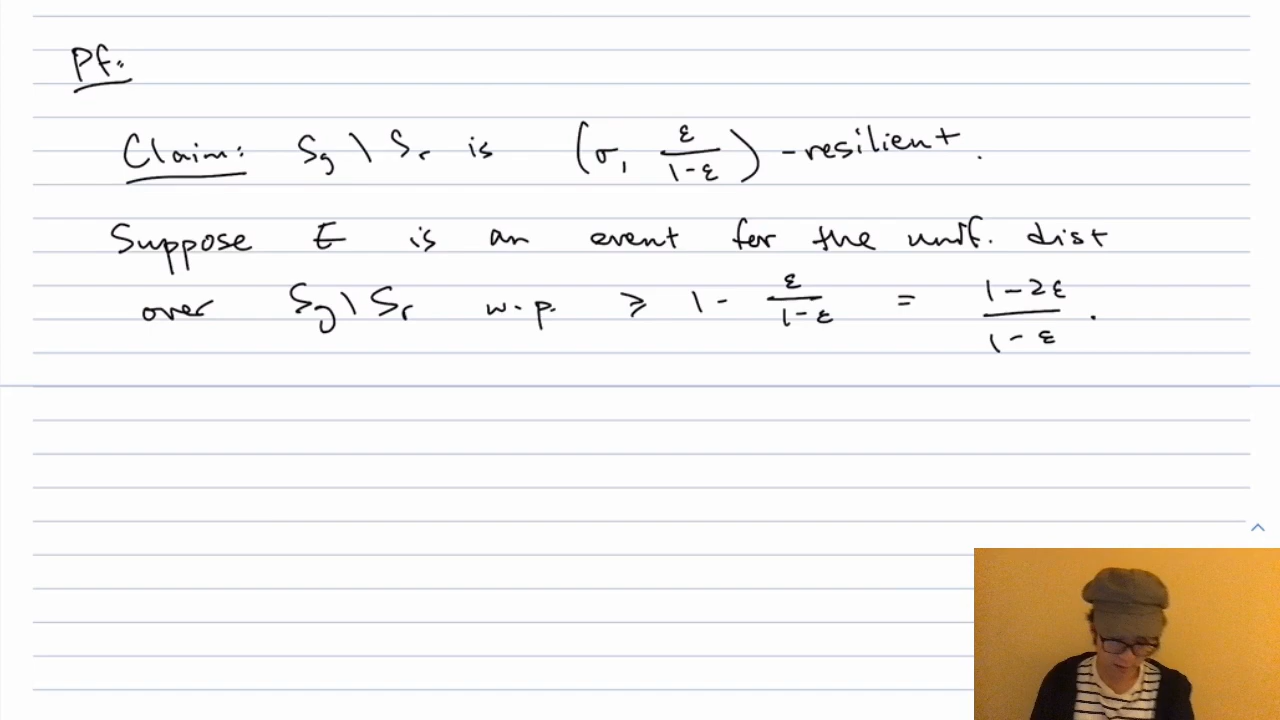 Pf:
Claim: S_g \ S_r is (σ, ε/(1-ε)) - resilient.
Suppose E is an event for the unif. dist
over S_g \ S_r w.p. ≥ 1 - ε/(1-ε) = (1-2ε)/(1-ε).